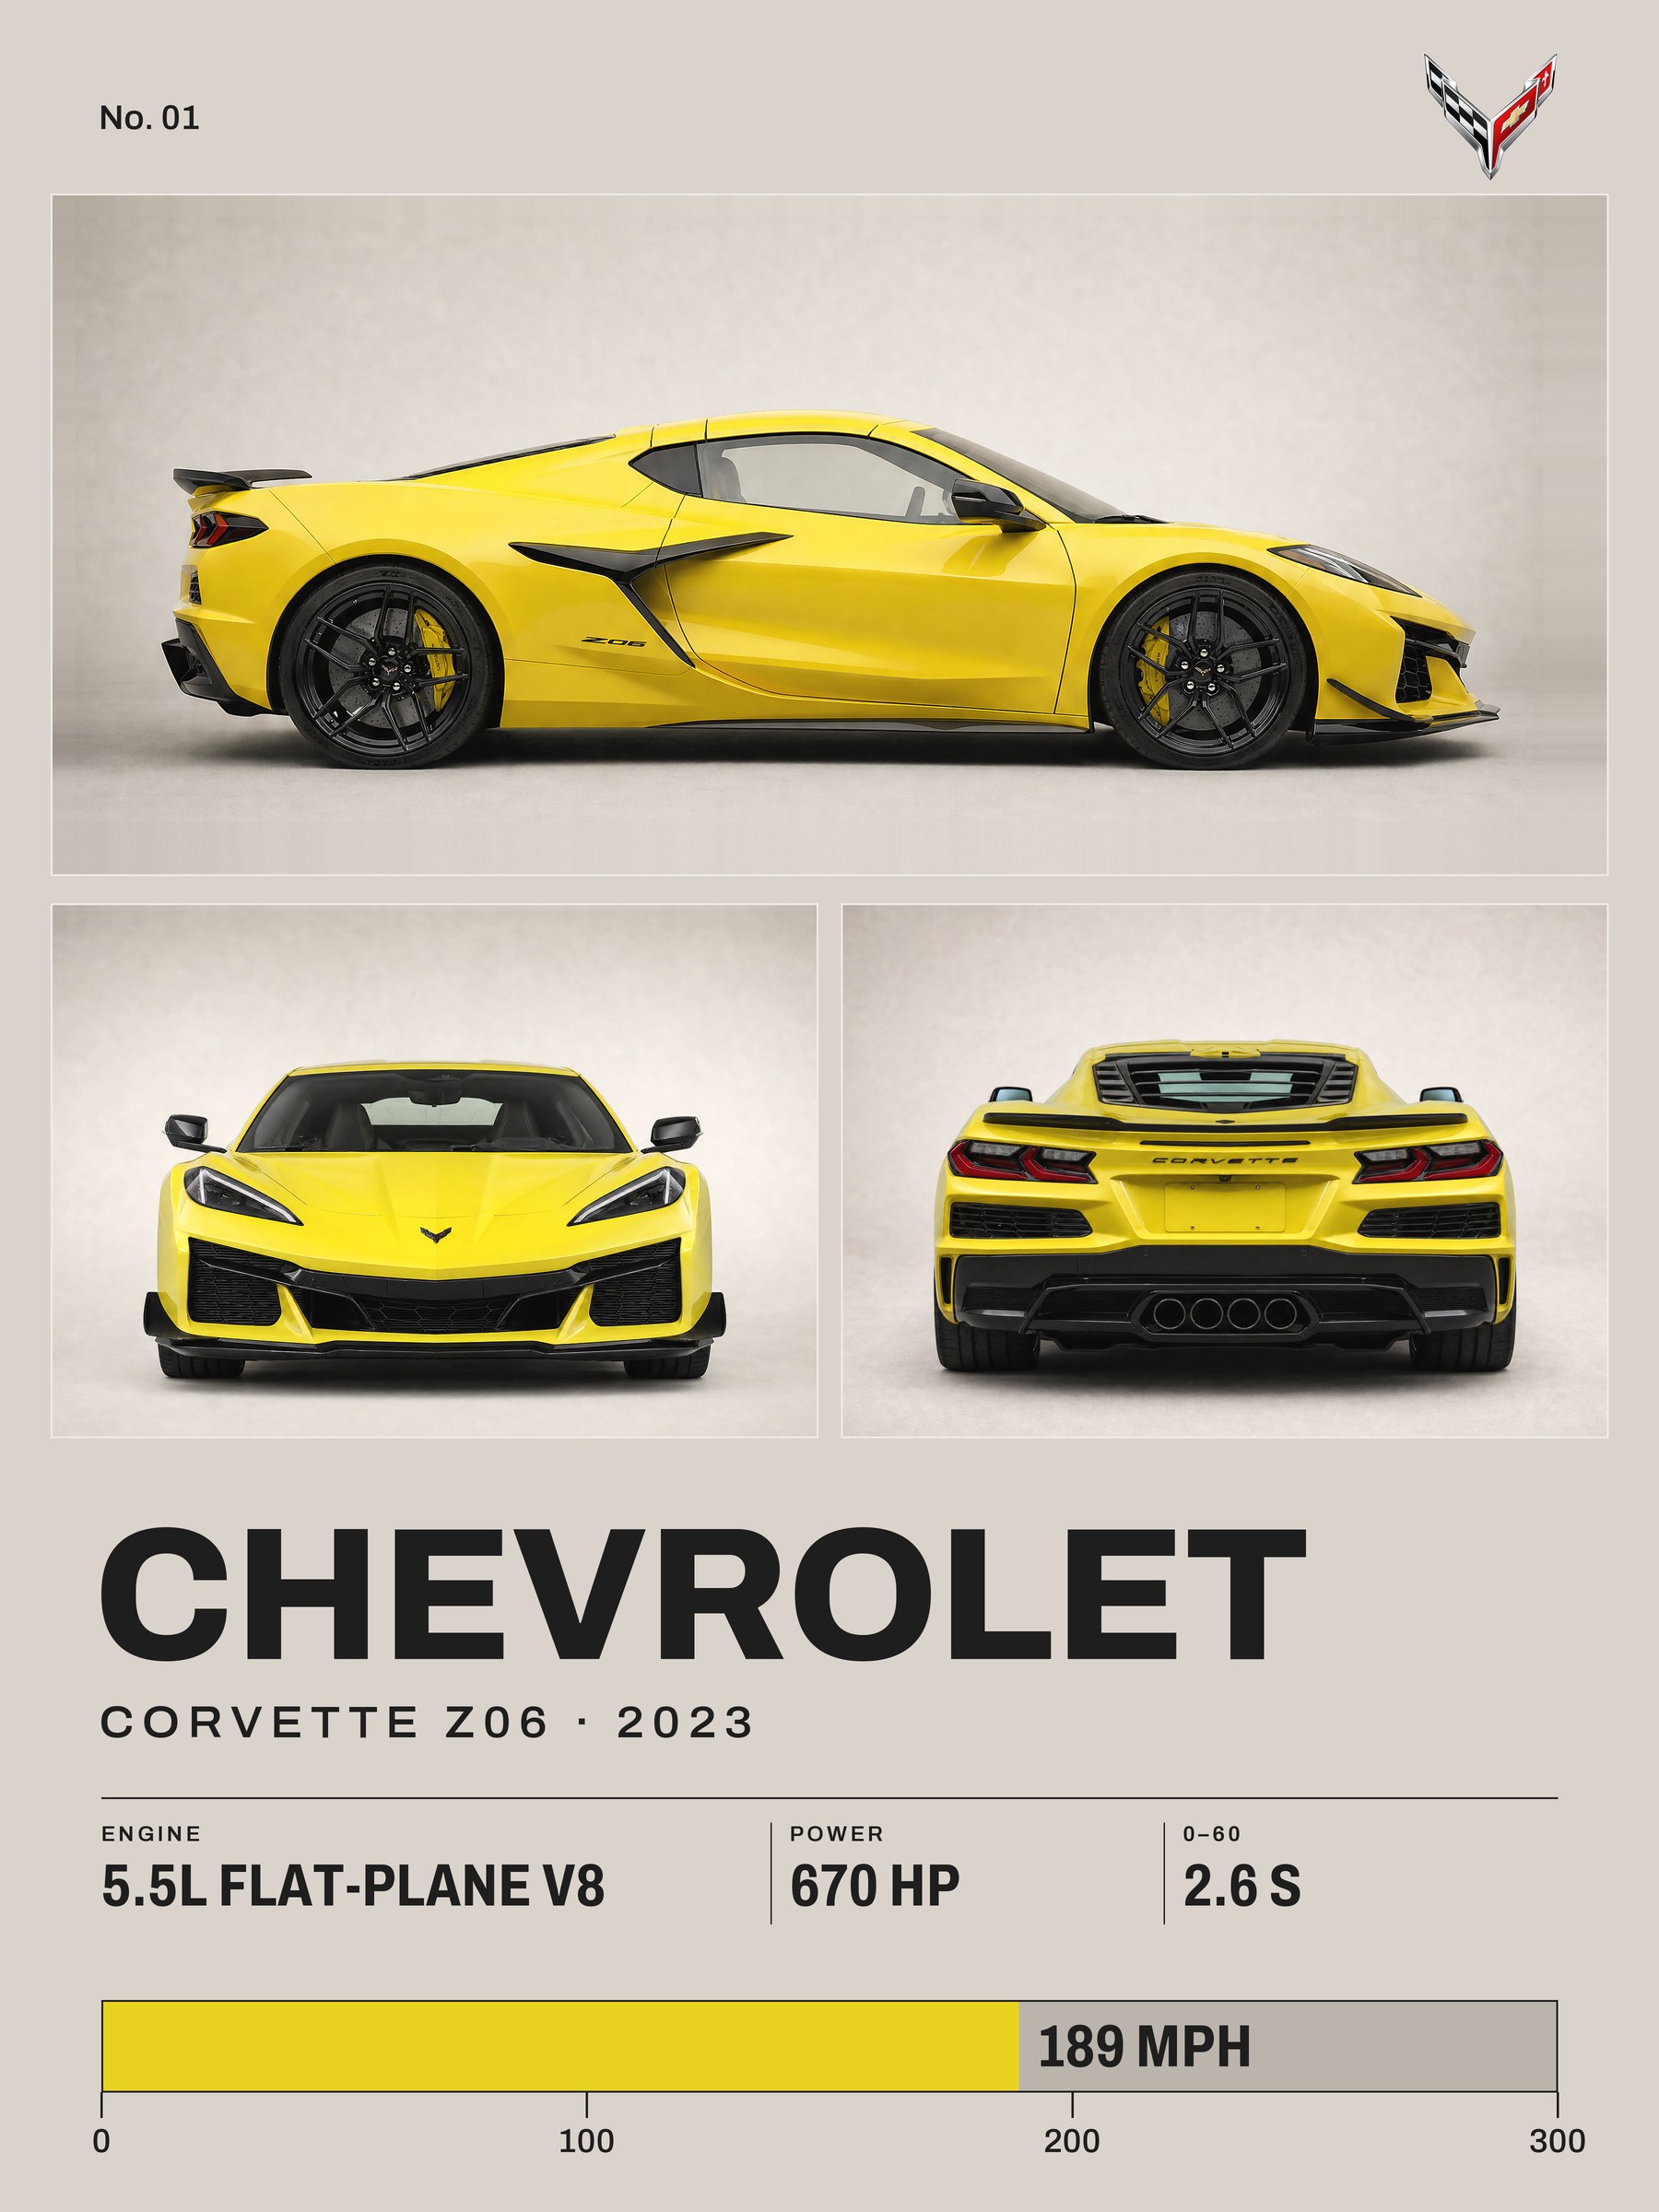 No. 01
Z06
CORVETTE
CHEVROLET
CORVETTE Z06 · 2023
ENGINE
5.5L FLAT-PLANE V8
POWER
670 HP
0–60
2.6 S
189 MPH
0
100
200
300